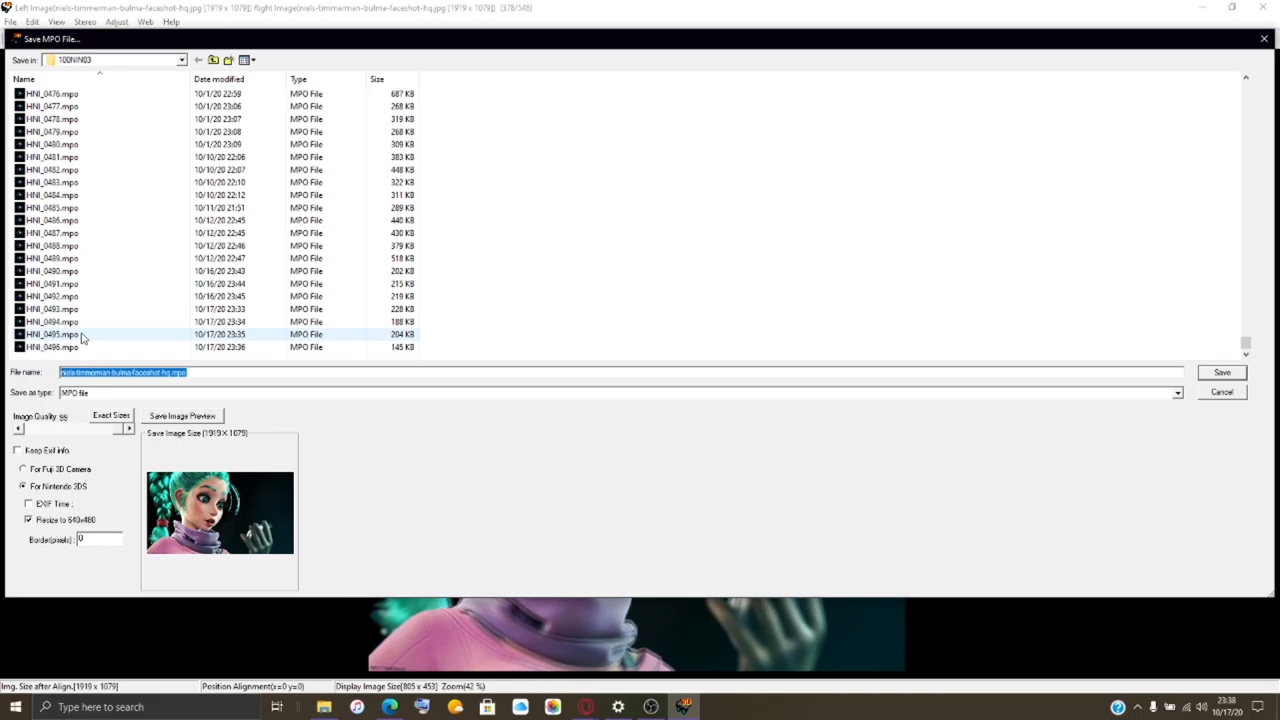 Left Image(niels-timmerman-bulma-faceshot-hq.jpg [1919 x 1079]) Right Image(niels-timmerman-bulma-faceshot-hq.jpg [1919 x 1079]) (378/548)
File Edit View Stereo Adjust Web Help
Save MPO File...
Save in: 100NIN03
Name Date modified Type Size
HNI_0476.mpo 10/1/20 22:59 MPO File 687 KB
HNI_0477.mpo 10/1/20 23:06 MPO File 268 KB
HNI_0478.mpo 10/1/20 23:07 MPO File 319 KB
HNI_0479.mpo 10/1/20 23:08 MPO File 268 KB
HNI_0480.mpo 10/1/20 23:09 MPO File 309 KB
HNI_0481.mpo 10/10/20 22:06 MPO File 383 KB
HNI_0482.mpo 10/10/20 22:07 MPO File 448 KB
HNI_0483.mpo 10/10/20 22:10 MPO File 322 KB
HNI_0484.mpo 10/10/20 22:12 MPO File 311 KB
HNI_0485.mpo 10/11/20 21:51 MPO File 289 KB
HNI_0486.mpo 10/12/20 22:45 MPO File 440 KB
HNI_0487.mpo 10/12/20 22:45 MPO File 430 KB
HNI_0488.mpo 10/12/20 22:46 MPO File 379 KB
HNI_0489.mpo 10/12/20 22:47 MPO File 518 KB
HNI_0490.mpo 10/16/20 23:43 MPO File 202 KB
HNI_0491.mpo 10/16/20 23:44 MPO File 215 KB
HNI_0492.mpo 10/16/20 23:45 MPO File 219 KB
HNI_0493.mpo 10/17/20 23:33 MPO File 228 KB
HNI_0494.mpo 10/17/20 23:34 MPO File 188 KB
HNI_0495.mpo 10/17/20 23:35 MPO File 204 KB
HNI_0496.mpo 10/17/20 23:36 MPO File 145 KB
File name: niels-timmerman-bulma-faceshot-hq.mpo Save
Save as type: MPO file Cancel
Image Quality: 99 Exact Sizes Save Image Preview
Save Image Size (1919X1079)
Keep Exif info.
For Fuji 3D Camera
For Nintendo 3DS
EXIF Time :
Resize to 640x480
Border(pixels) : 0
Img. Size after Align.[1919 x 1079] Position Alignment(x=0 y=0) Display Image Size[805 x 453] Zoom(42 %)
Type here to search
23:38
10/17/20